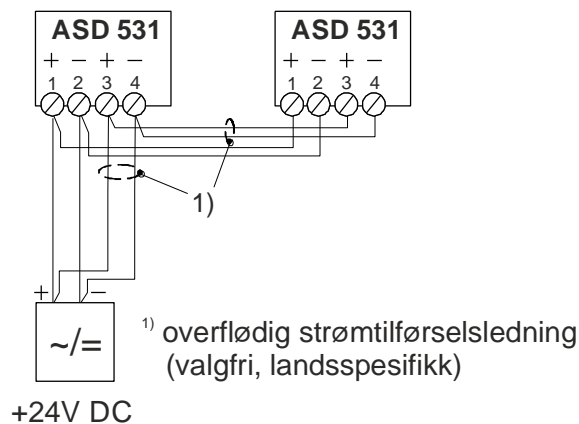 ASD 531 ASD 531
+ − + − + − + −
1 2 3 4 1 2 3 4
1)
+ −
~/=
1) overflødig strømtilførselsledning
(valgfri, landsspesifikk)
+24V DC